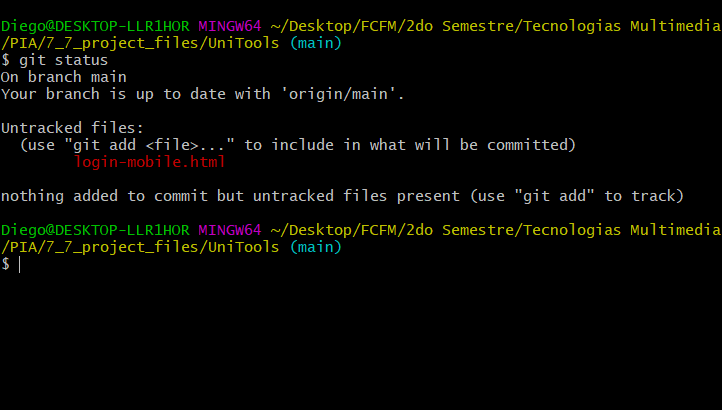 Diego@DESKTOP-LLR1HOR MINGW64 ~/Desktop/FCFM/2do Semestre/Tecnologias Multimedia
/PIA/7_7_project_files/UniTools (main)
$ git status
On branch main
Your branch is up to date with 'origin/main'.

Untracked files:
  (use "git add <file>..." to include in what will be committed)
        login-mobile.html

nothing added to commit but untracked files present (use "git add" to track)

Diego@DESKTOP-LLR1HOR MINGW64 ~/Desktop/FCFM/2do Semestre/Tecnologias Multimedia
/PIA/7_7_project_files/UniTools (main)
$